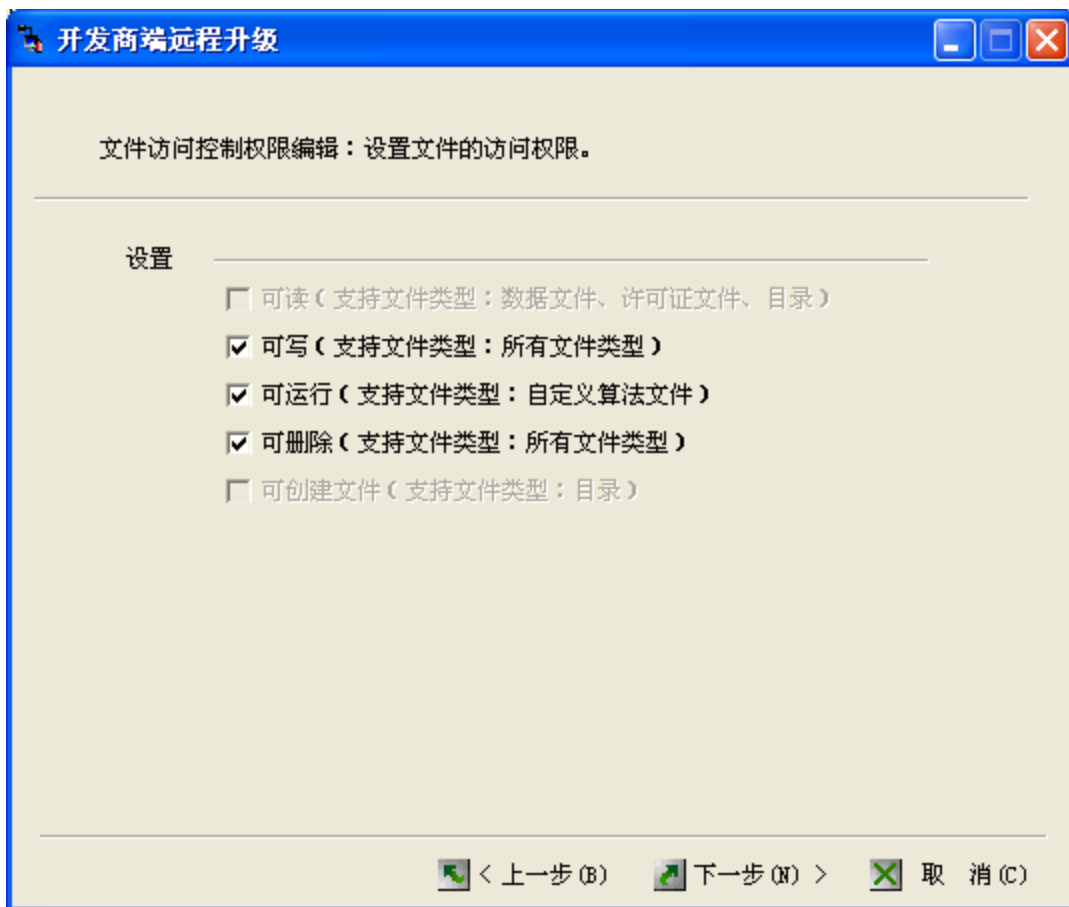 开发商端远程升级
文件访问控制权限编辑：设置文件的访问权限。
设置
可读(支持文件类型：数据文件、许可证文件、目录)
可写(支持文件类型：所有文件类型)
可运行(支持文件类型：自定义算法文件)
可删除(支持文件类型：所有文件类型)
可创建文件(支持文件类型：目录)
< 上一步(B) 下一步(N) > 取 消(C)